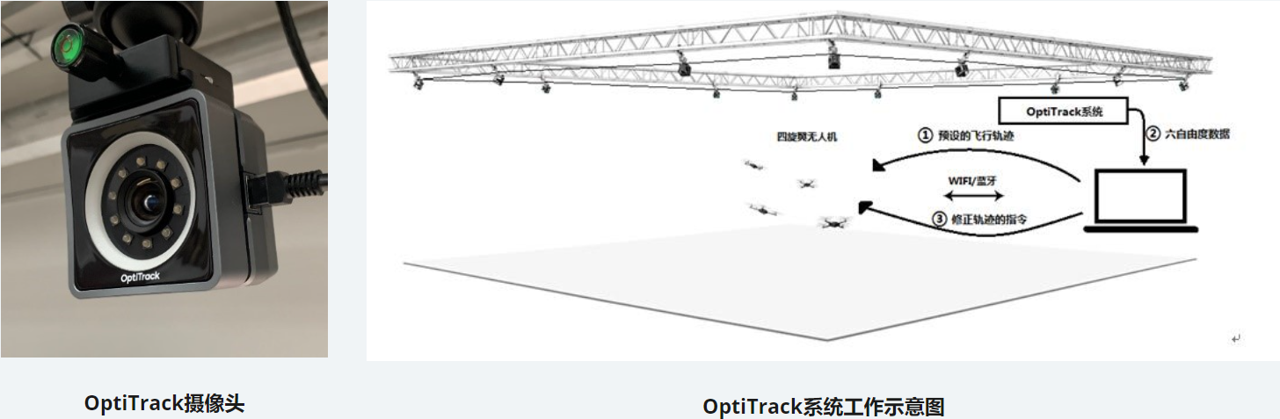 OptiTrack
OptiTrack系统
四旋翼无人机
① 预设的飞行轨迹
② 六自由度数据
WIFI/蓝牙
③ 修正轨迹的指令
OptiTrack摄像头
OptiTrack系统工作示意图